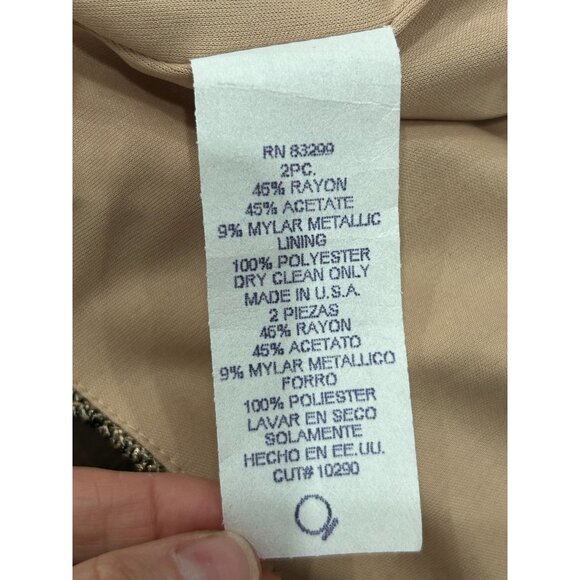 RN 83299
2PC.
46% RAYON
45% ACETATE
9% MYLAR METALLIC
LINING
100% POLYESTER
DRY CLEAN ONLY
MADE IN U.S.A.
2 PIEZAS
46% RAYON
45% ACETATO
9% MYLAR METALLICO
FORRO
100% POLIESTER
LAVAR EN SECO
SOLAMENTE
HECHO EN EE.UU.
CUT# 10290